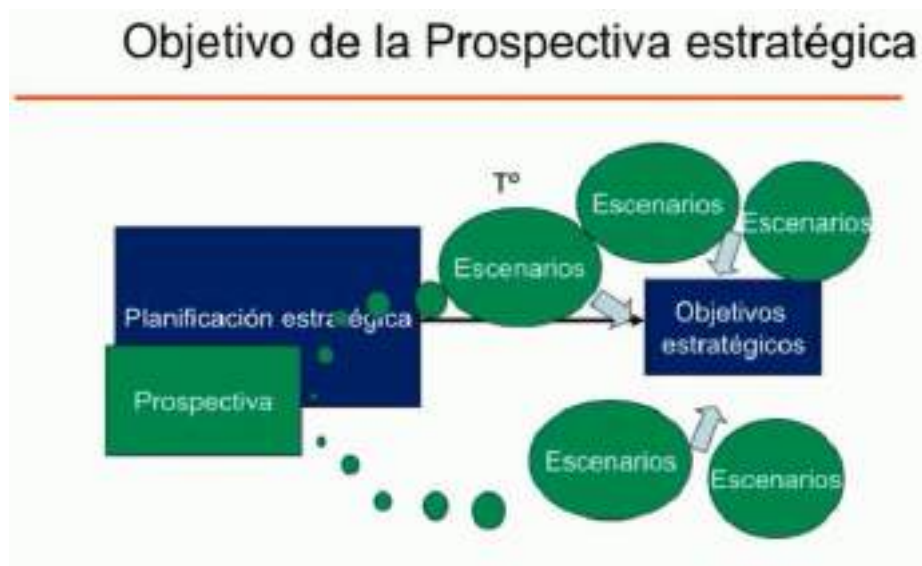 Objetivo de la Prospectiva estratégica
Tº
Escenarios
Escenarios
Escenarios
Planificación estratégica
Objetivos
estratégicos
Prospectiva
Escenarios
Escenarios